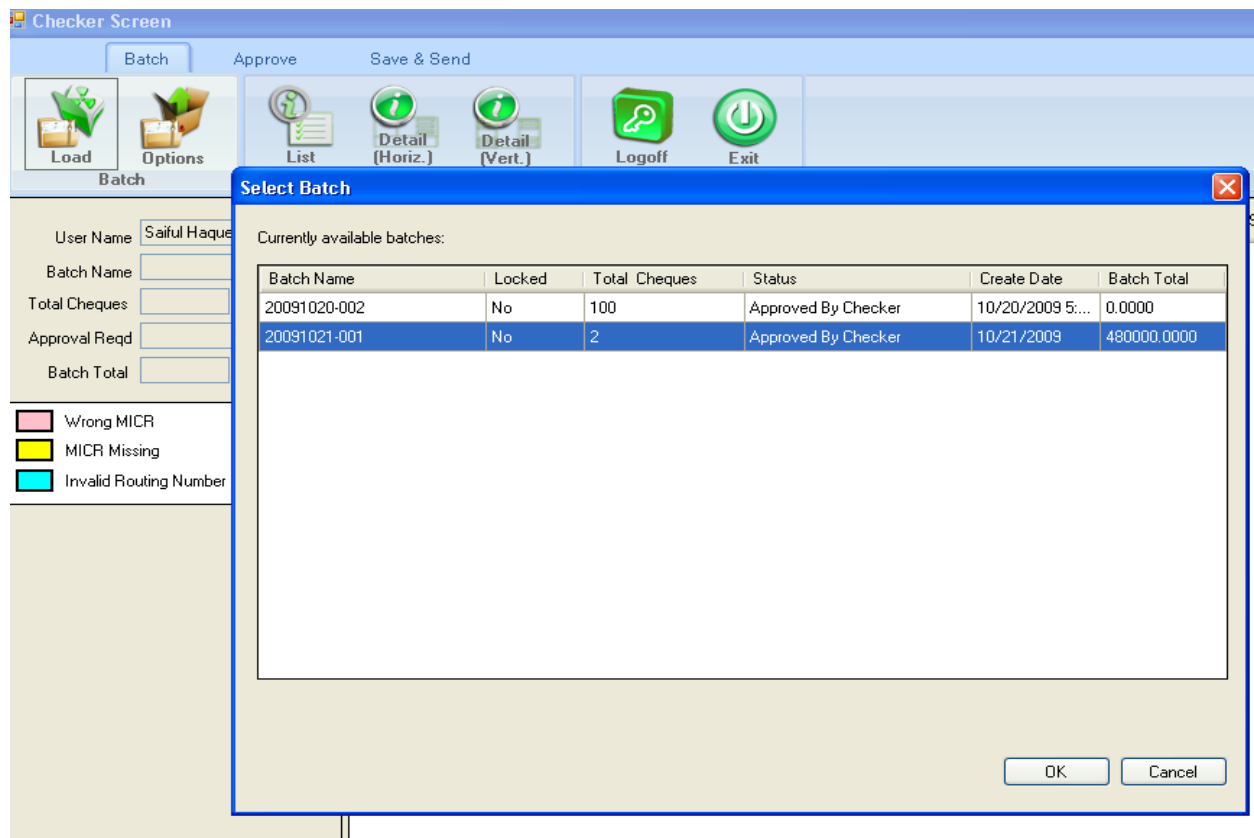 Checker Screen
Batch Approve Save & Send
Load Options List Detail (Horiz.) Detail (Vert.) Logoff Exit
Batch
Select Batch
User Name Saiful Haque
Batch Name
Total Cheques
Approval Reqd
Batch Total
Wrong MICR
MICR Missing
Invalid Routing Number
Currently available batches:
Batch Name Locked Total Cheques Status Create Date Batch Total
20091020-002 No 100 Approved By Checker 10/20/2009 5:... 0.0000
20091021-001 No 2 Approved By Checker 10/21/2009 480000.0000
OK Cancel